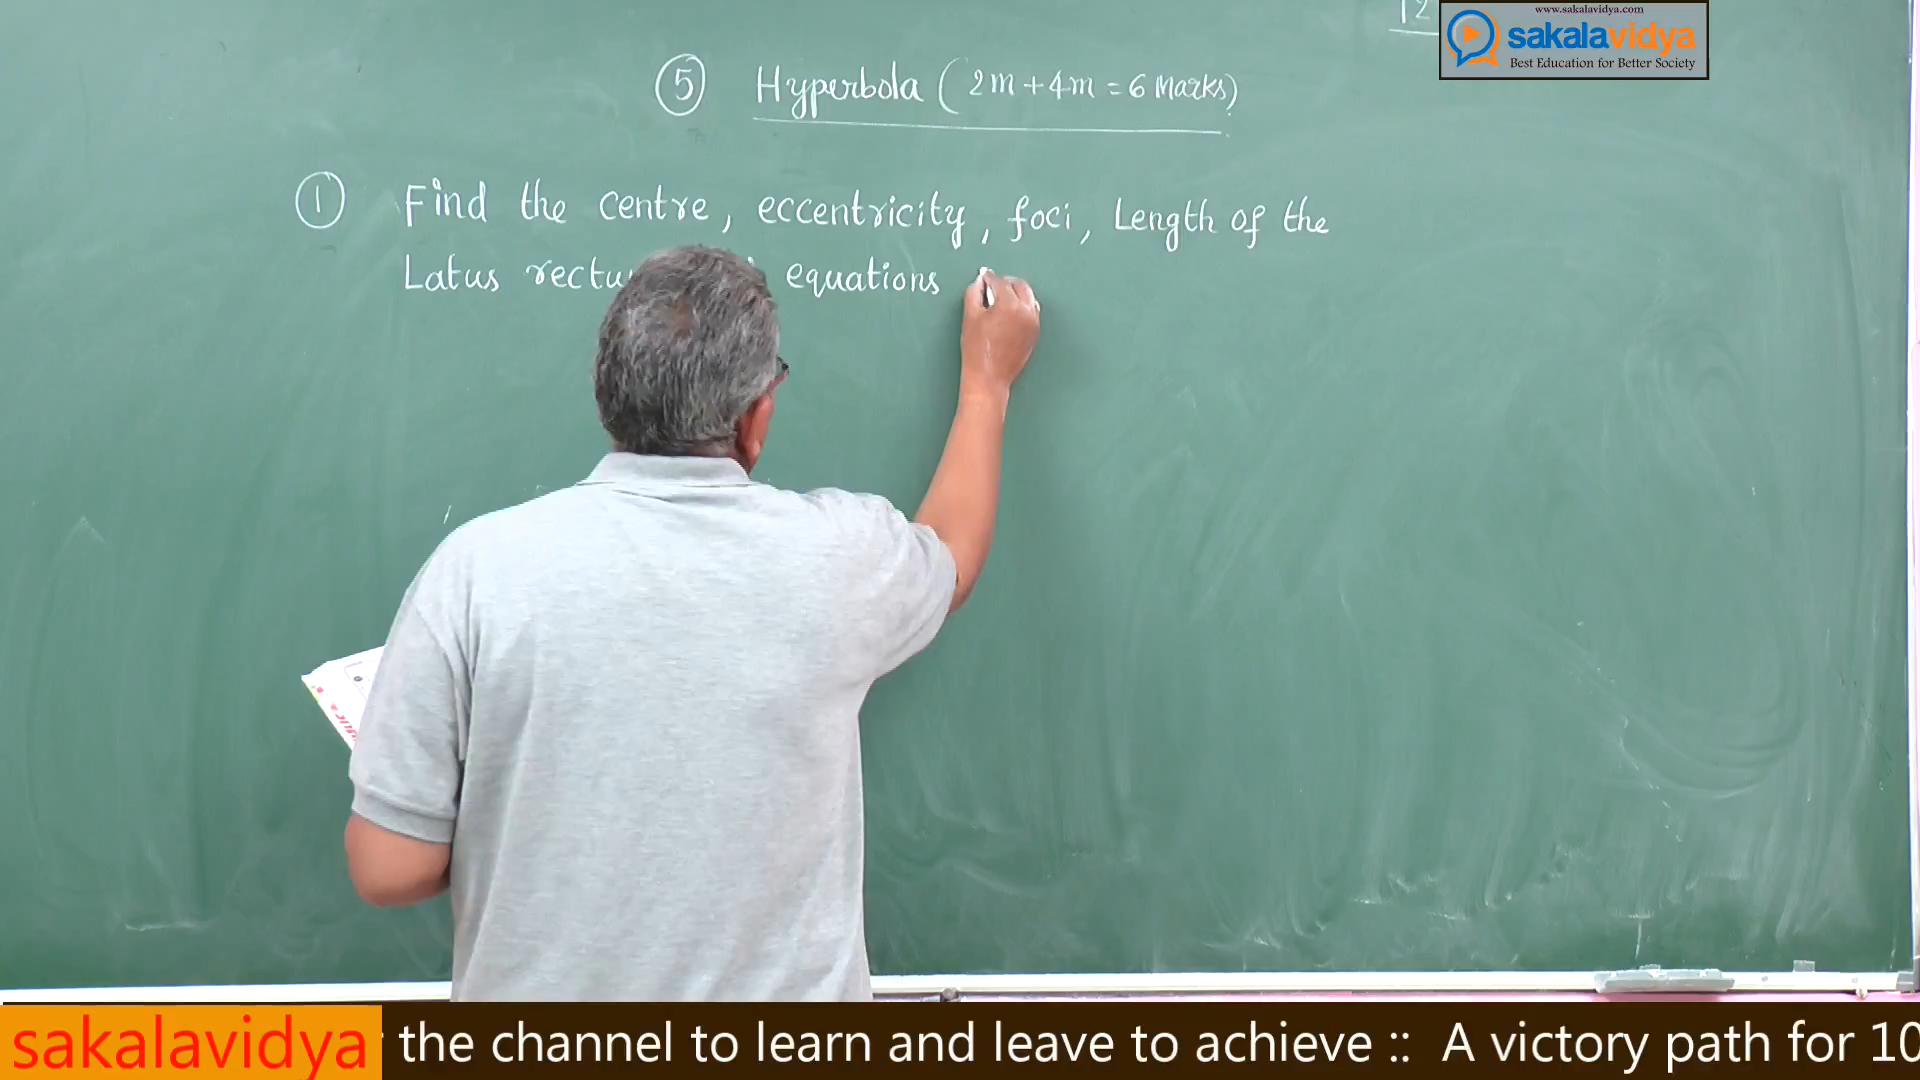 12
www.sakalavidya.com
sakalavidya
Best Education for Better Society
5 Hyperbola ( 2m + 4m = 6 Marks)
1 Find the centre, eccentricity, foci, Length of the
Latus equations
sakalavidya the channel to learn and leave to achieve :: A victory path for 10